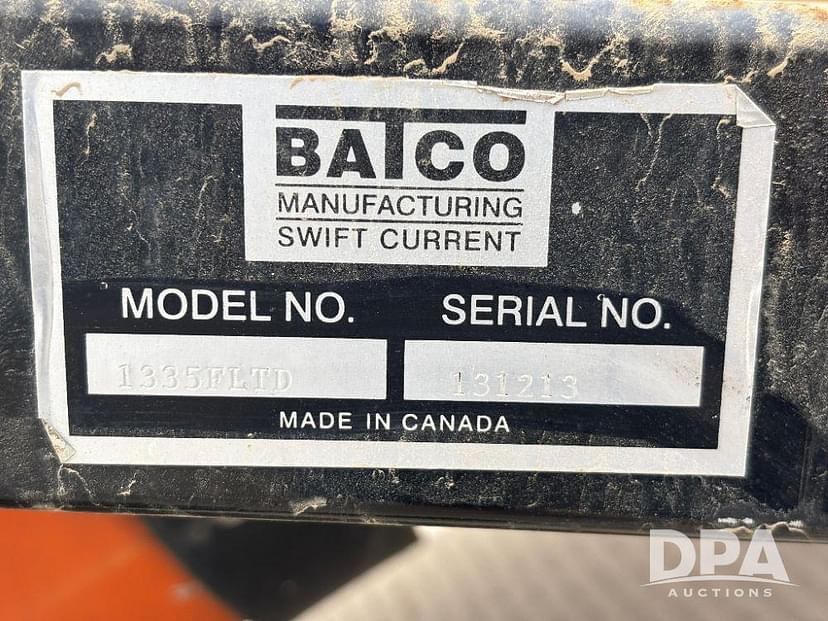 BATCO
MANUFACTURING
SWIFT CURRENT
MODEL NO. SERIAL NO.
1335FLTD 131213
MADE IN CANADA
DPA
AUCTIONS